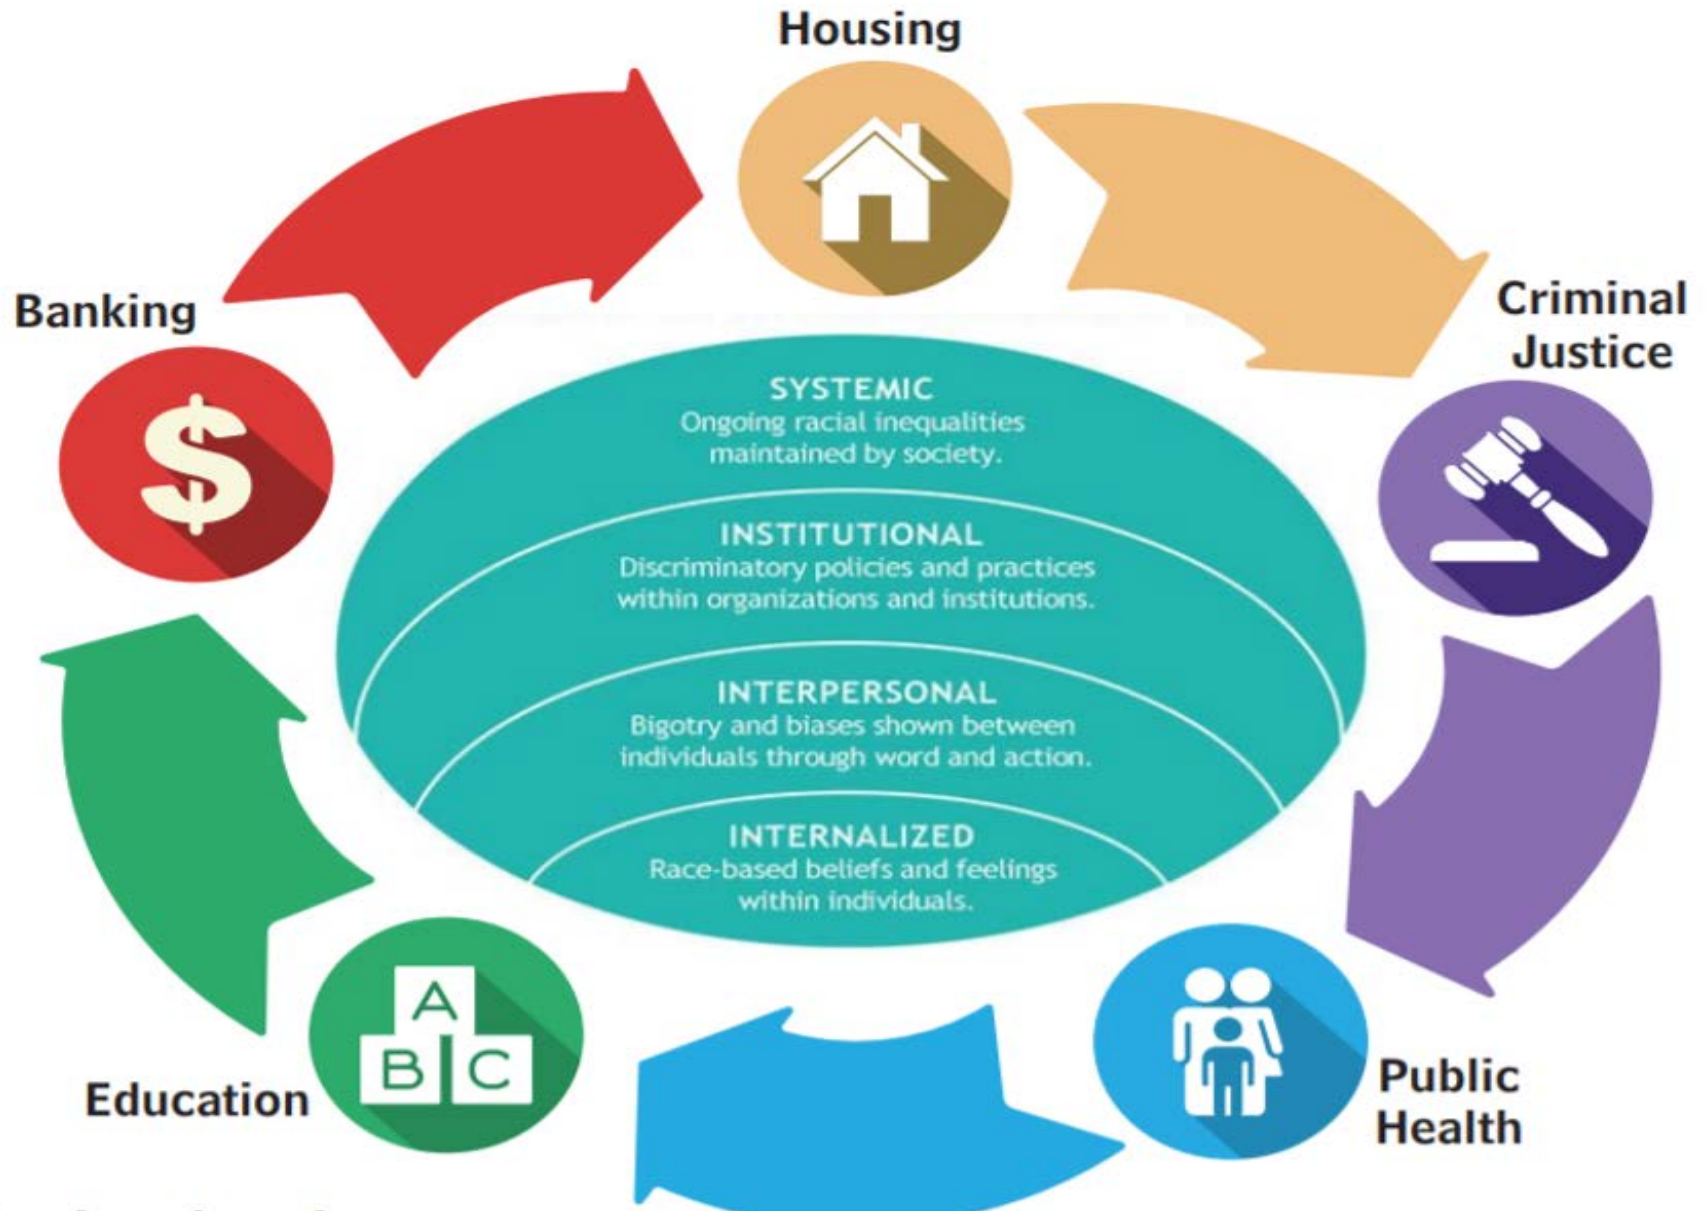 Housing
Banking
Criminal
Justice
$
SYSTEMIC
Ongoing racial inequalities
maintained by society.
INSTITUTIONAL
Discriminatory policies and practices
within organizations and institutions.
INTERPERSONAL
Bigotry and biases shown between
individuals through word and action.
INTERNALIZED
Race-based beliefs and feelings
within individuals.
A
B C
Education
Public
Health